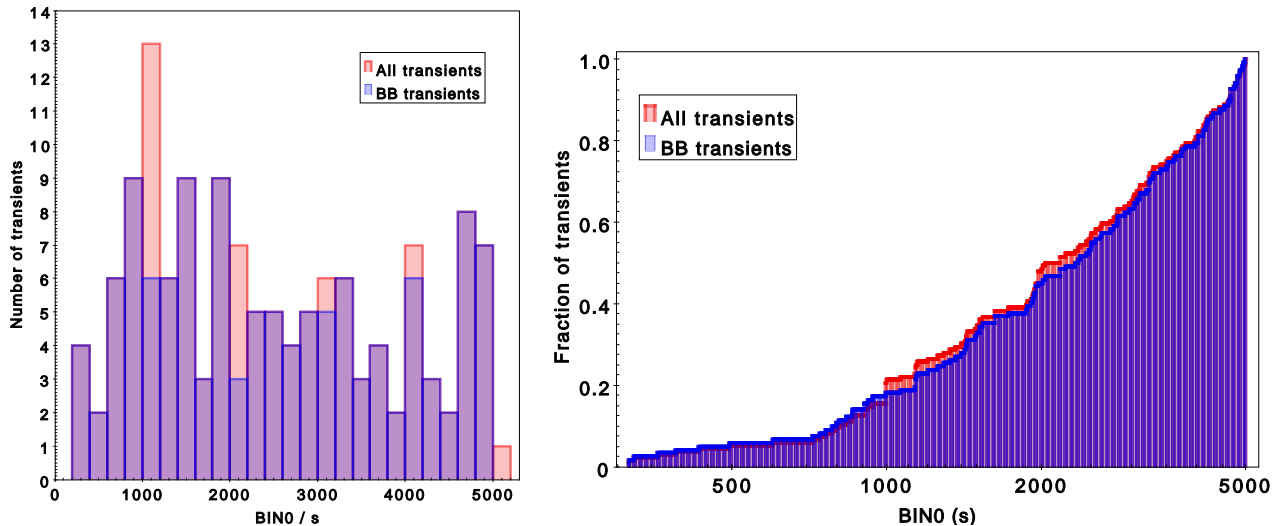 14
13
12
11
10
9
8
7
6
5
4
3
2
1
0
Number of transients
0 1000 2000 3000 4000 5000
BIN0 / s
All transients
BB transients
1.0
0.8
0.6
0.4
0.2
0
Fraction of transients
500 1000 2000 5000
BIN0 (s)
All transients
BB transients